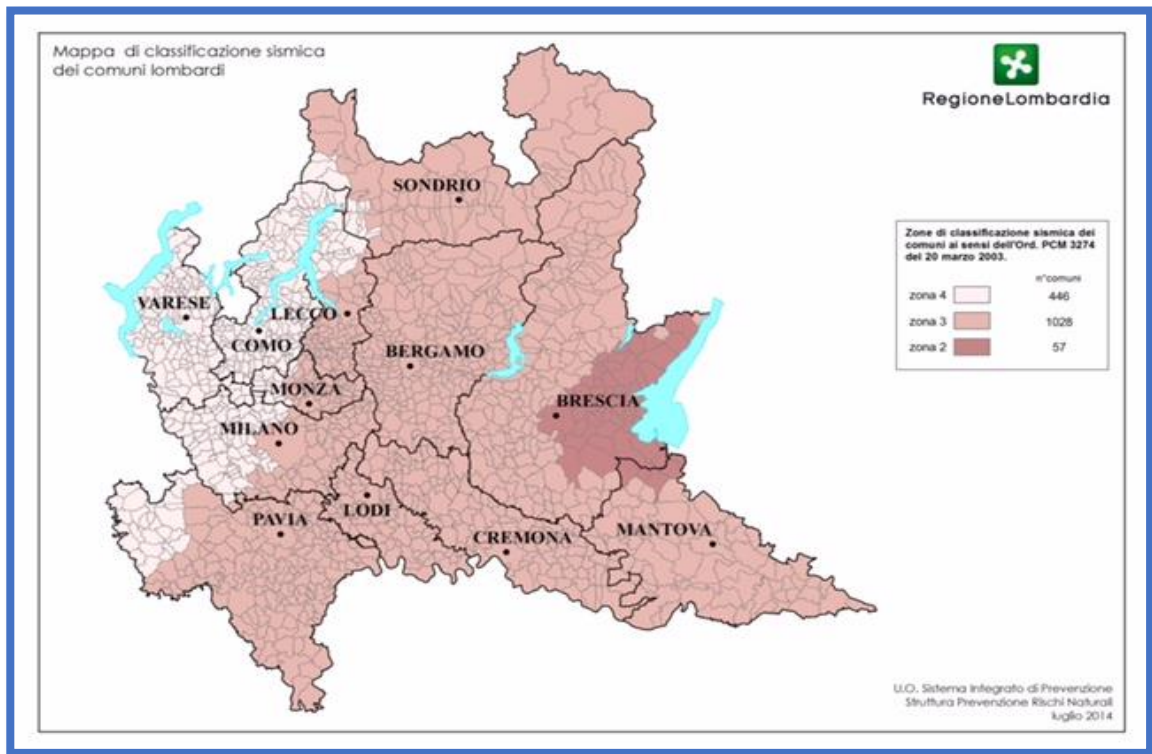 Mappa di classificazione sismica
dei comuni lombardi
RegioneLombardia
SONDRIO
VARESE
LECCO
COMO
BERGAMO
MONZA
BRESCIA
MILANO
LODI
PAVIA
CREMONA
MANTOVA
Zone di classificazione sismica dei
comuni ai sensi dell'Ord. PCM 3274
del 20 marzo 2003.
n°comuni
zona 4 446
zona 3 1028
zona 2 57
U.O. Sistema Integrato di Prevenzione
Struttura Prevenzione Rischi Naturali
luglio 2014